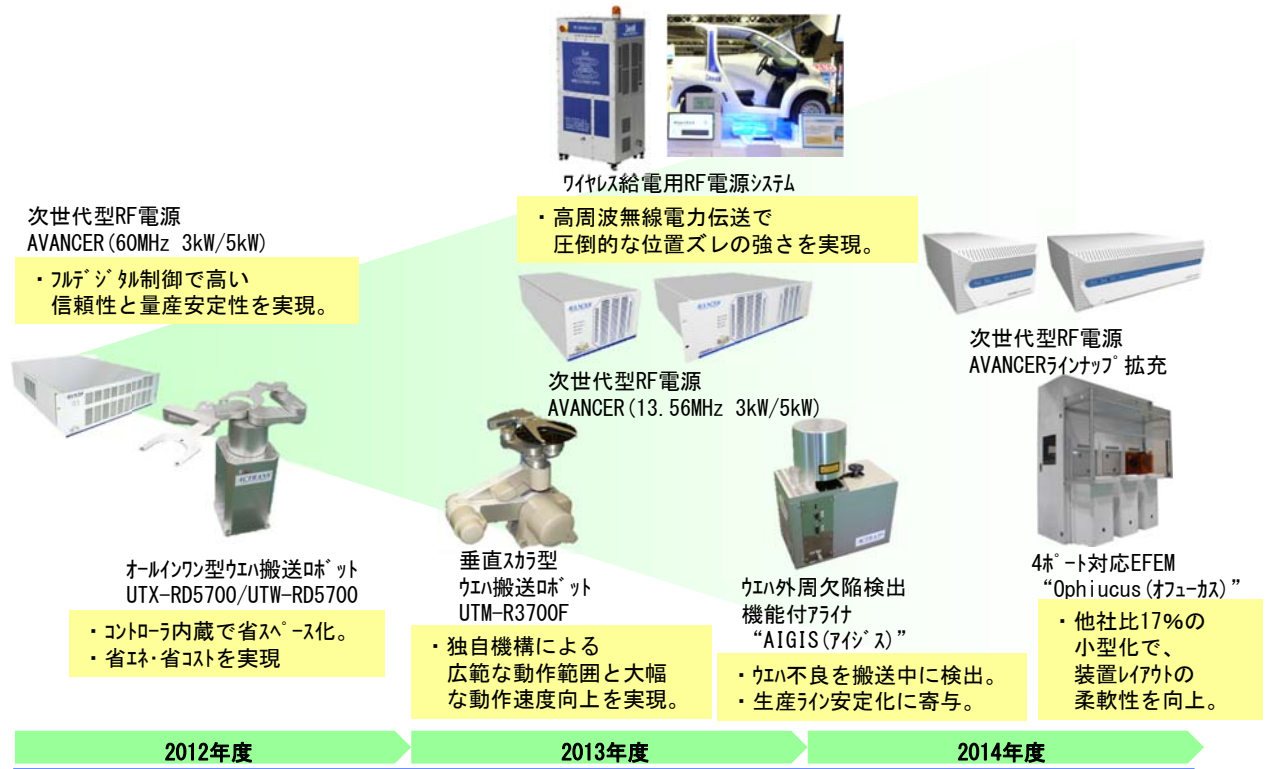 ワイヤレス給電用RF電源システム
・高周波無線電力伝送で
圧倒的な位置ズレの強さを実現。
次世代型RF電源
AVANCER(60MHz 3kW/5kW)
・フルデジタル制御で高い
信頼性と量産安定性を実現。
次世代型RF電源
AVANCER(13.56MHz 3kW/5kW)
次世代型RF電源
AVANCERラインナップ拡充
ACTRANS
オールインワン型ウエハ搬送ロボット
UTX-RD5700/UTW-RD5700
・コントローラ内蔵で省スペース化。
・省エネ・省コストを実現
垂直スカラ型
ウエハ搬送ロボット
UTM-R3700F
・独自機構による
広範な動作範囲と大幅
な動作速度向上を実現。
ウエハ外周欠陥検出
機能付アライナ
“AIGIS(アイジス)”
・ウエハ不良を搬送中に検出。
・生産ライン安定化に寄与。
4ポート対応EFEM
“Ophiucus(オフューカス)”
・他社比17%の
小型化で、
装置レイアウトの
柔軟性を向上。
2012年度
2013年度
2014年度